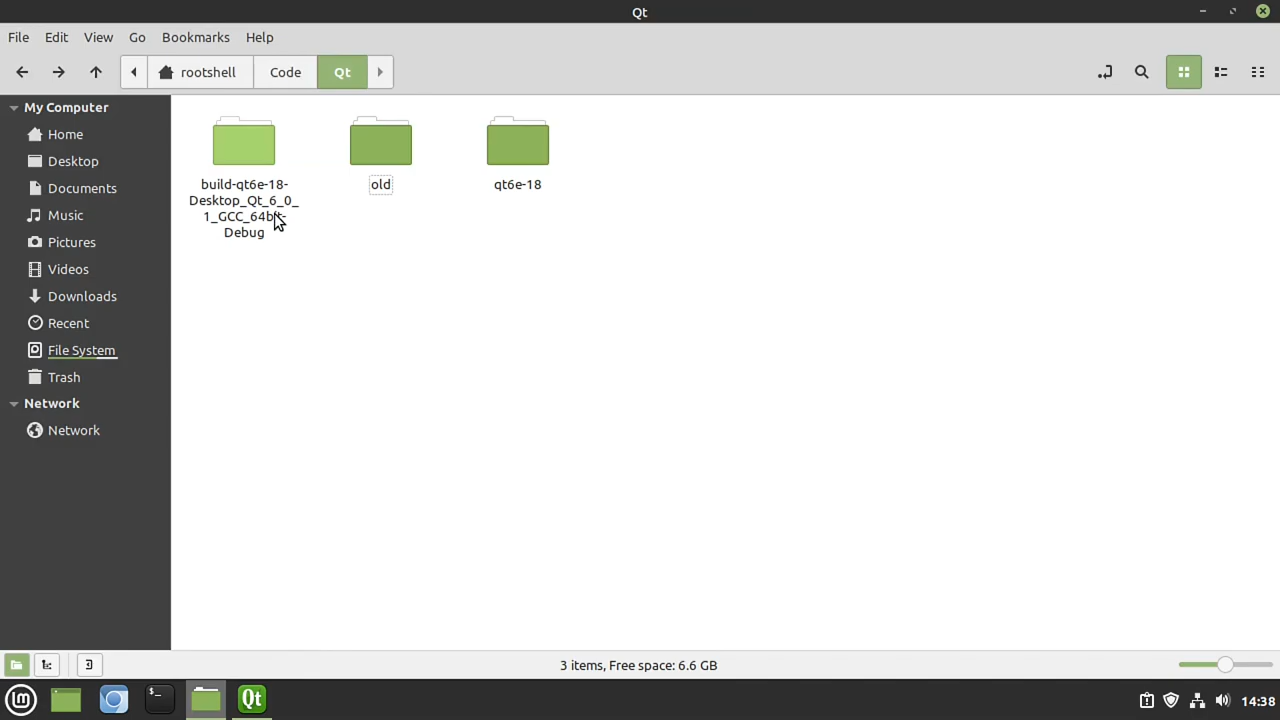 Qt
File Edit View Go Bookmarks Help
rootshell Code Qt
My Computer
Home
Desktop
Documents
Music
Pictures
Videos
Downloads
Recent
File System
Trash
Network
Network
build-qt6e-18-
Desktop_Qt_6_0_
1_GCC_64bit-
Debug
old
qt6e-18
3 items, Free space: 6.6 GB
lm $_ Qt 14:38